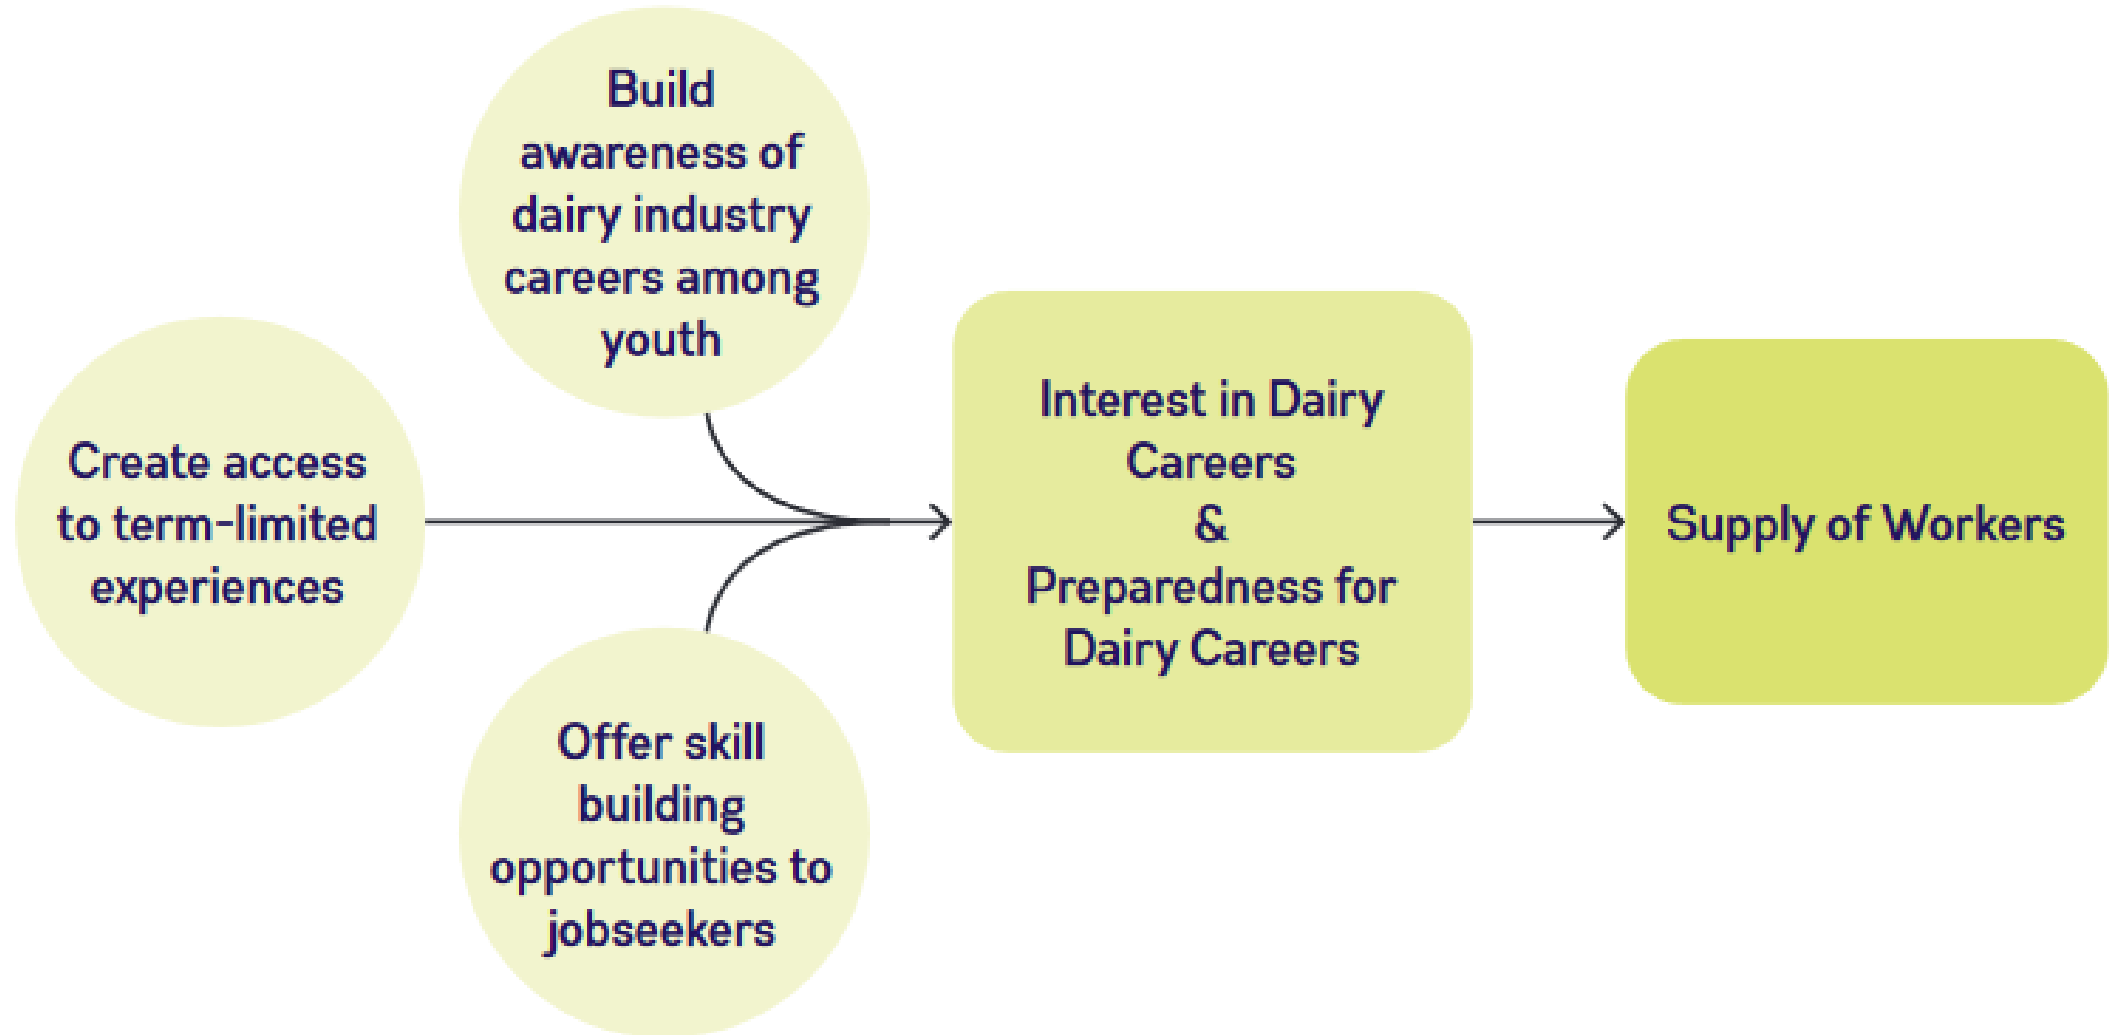 Build
awareness of
dairy industry
careers among
youth
Create access
to term-limited
experiences
Offer skill
building
opportunities to
jobseekers
Interest in Dairy
Careers
&
Preparedness for
Dairy Careers
Supply of Workers